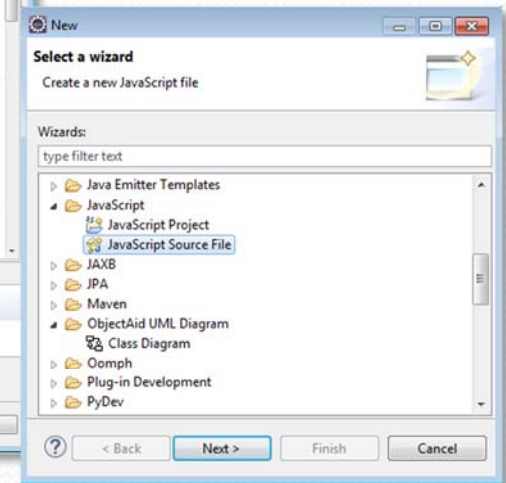 New
Select a wizard
Create a new JavaScript file
Wizards:
type filter text
Java Emitter Templates
JavaScript
JavaScript Project
JavaScript Source File
JAXB
JPA
Maven
ObjectAid UML Diagram
Class Diagram
Oomph
Plug-in Development
PyDev
? < Back Next > Finish Cancel